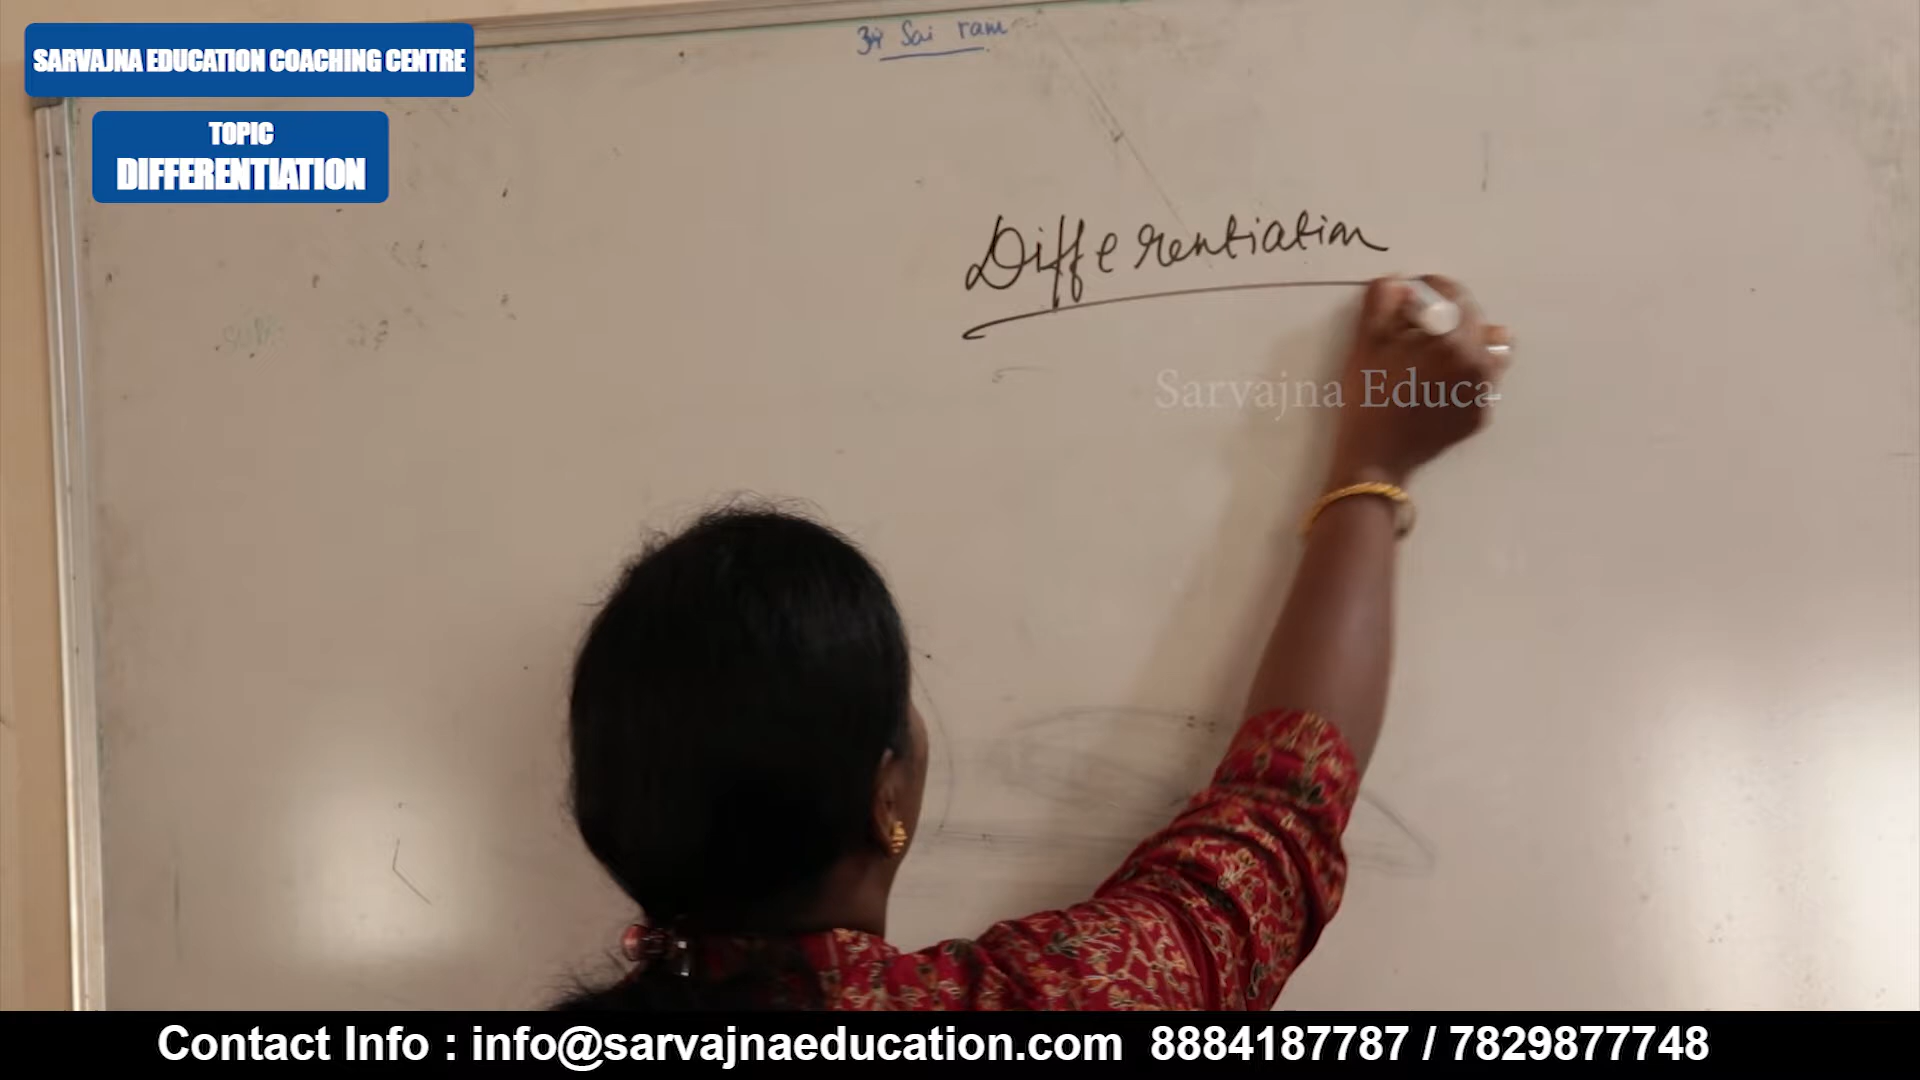 SARVAJNA EDUCATION COACHING CENTRE
TOPIC
DIFFERENTIATION
Sai ram
Differentiation
Sarvajna Educa
Contact Info : info@sarvajnaeducation.com 8884187787 / 7829877748